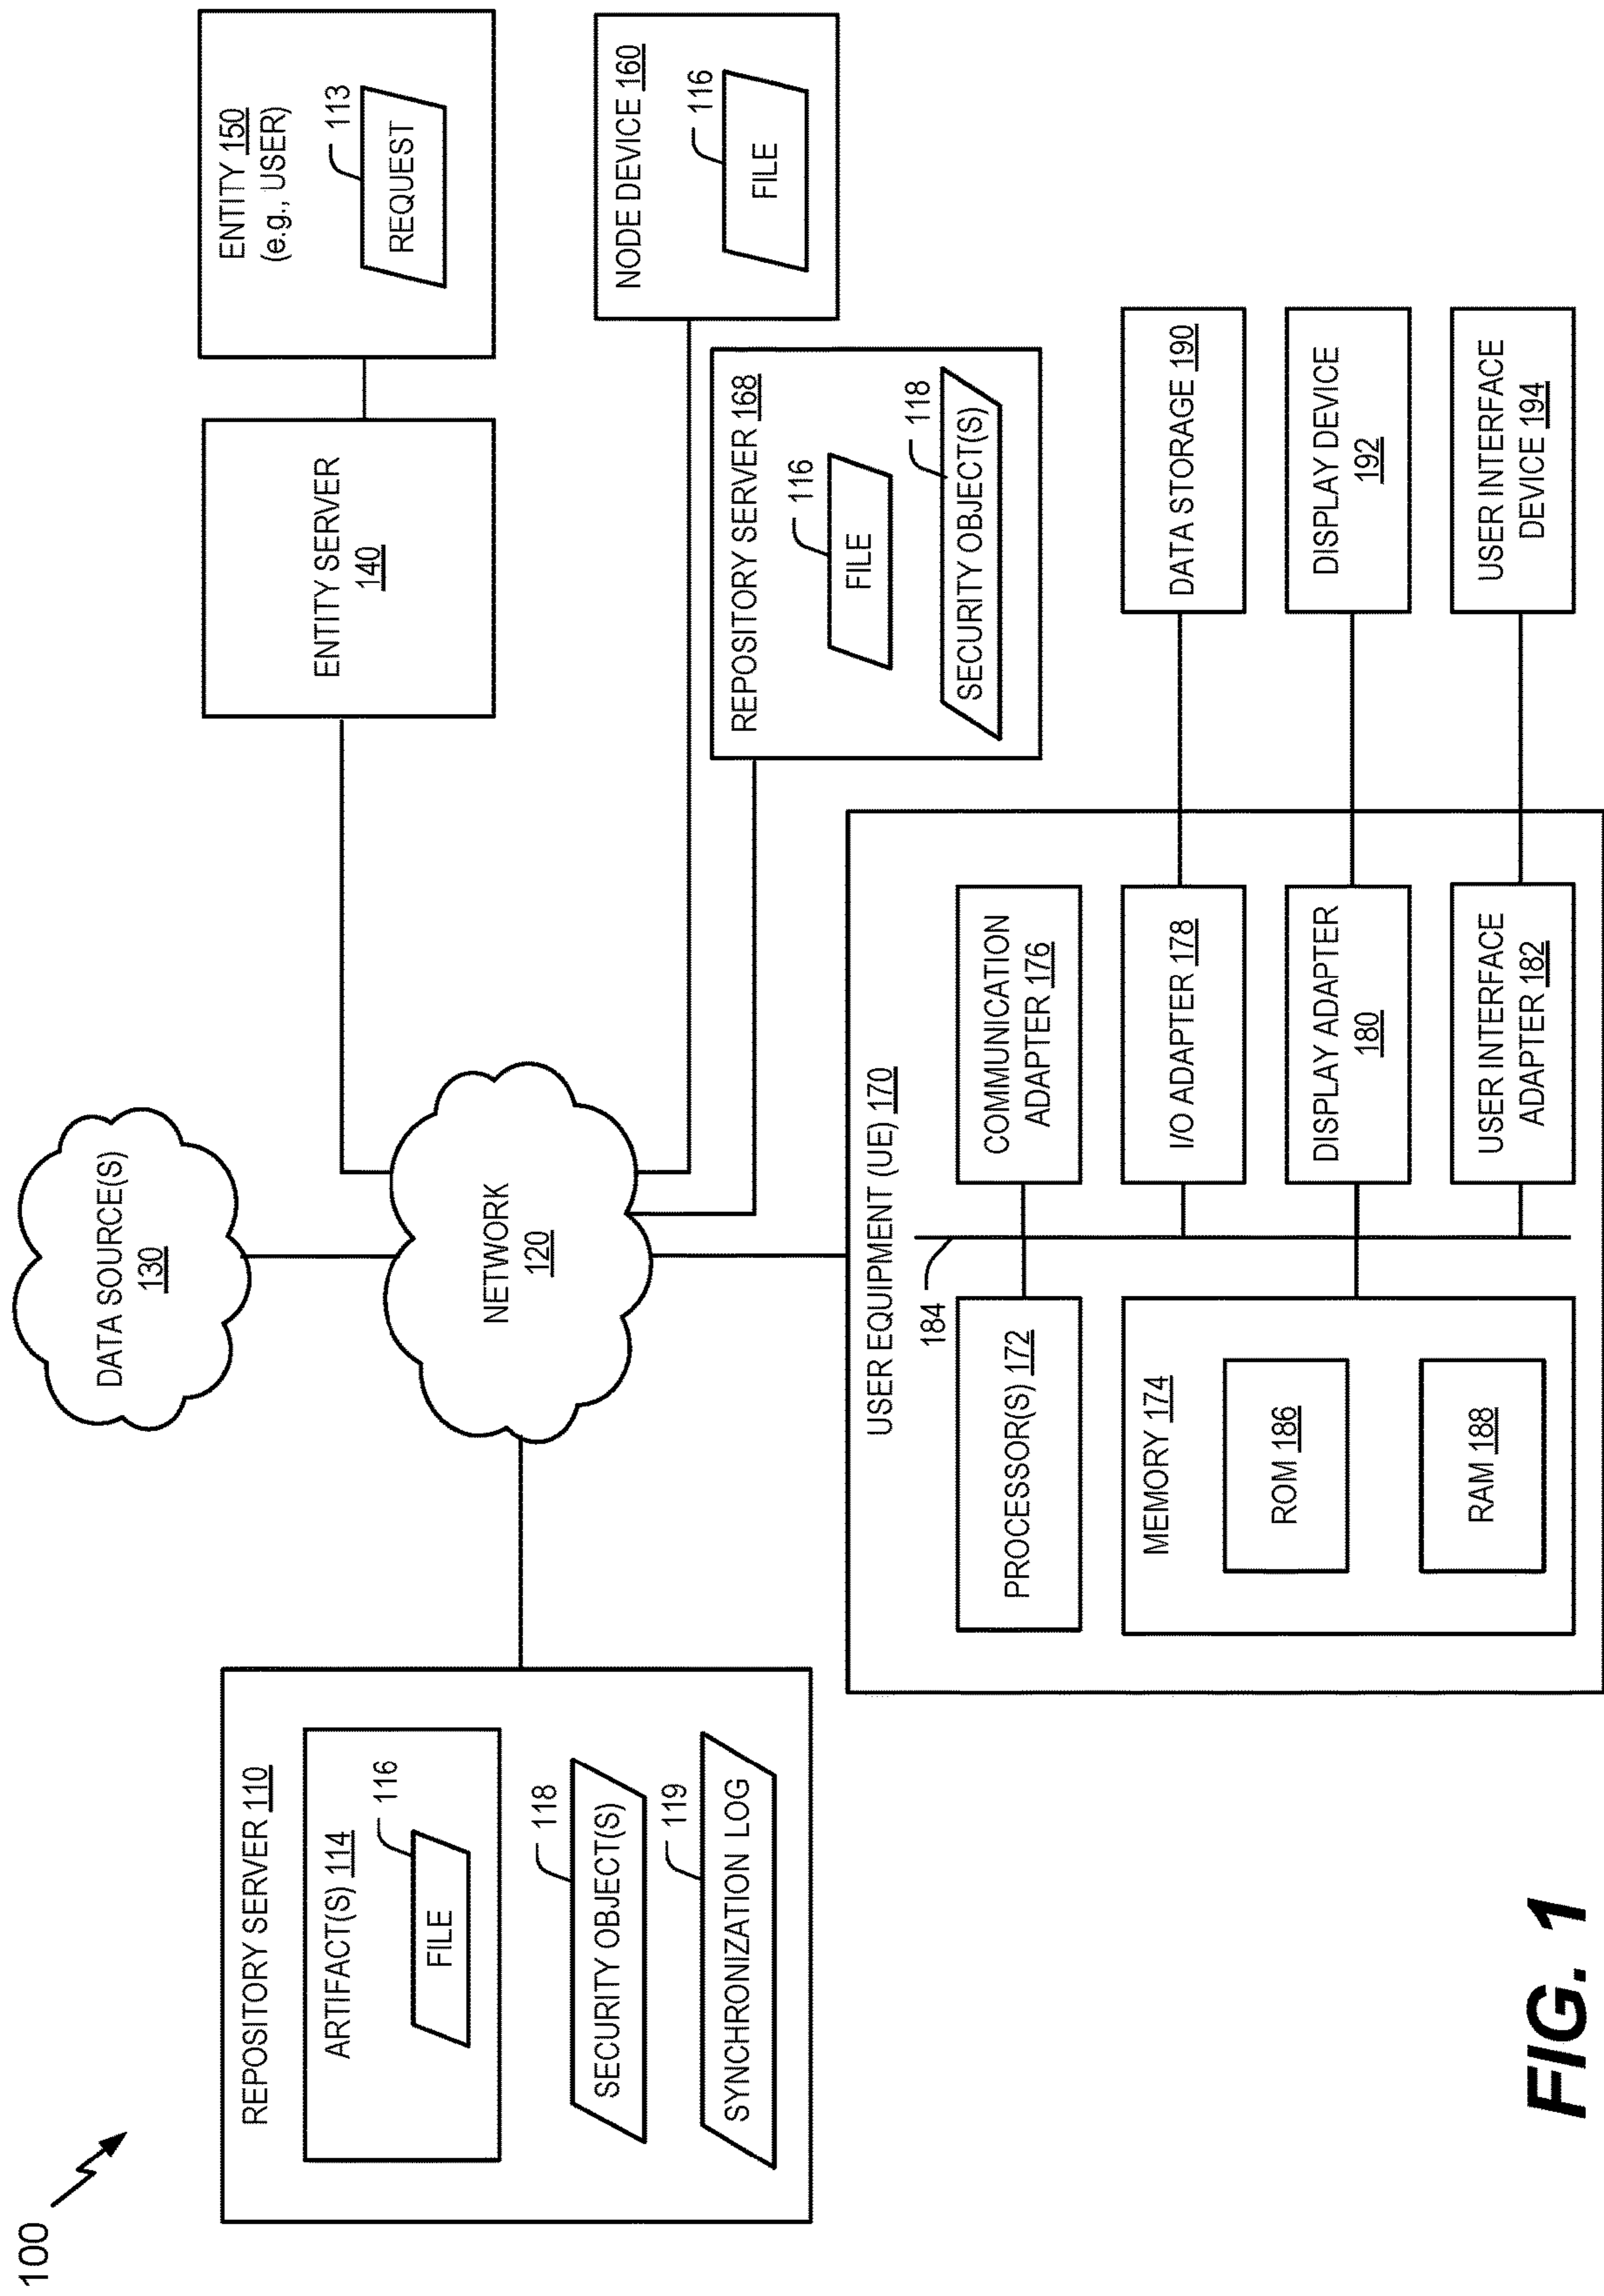 100
DATA SOURCE(S)
130
REPOSITORY SERVER 110
ARTIFACT(S) 114
116
FILE
118
SECURITY OBJECT(S)
119
SYNCHRONIZATION LOG
NETWORK
120
ENTITY SERVER
140
ENTITY 150
(e.g., USER)
113
REQUEST
NODE DEVICE 160
116
FILE
REPOSITORY SERVER 168
116
FILE
118
SECURITY OBJECT(S)
USER EQUIPMENT (UE) 170
184
PROCESSOR(S) 172
COMMUNICATION
ADAPTER 176
MEMORY 174
ROM 186
RAM 188
I/O ADAPTER 178
DATA STORAGE 190
DISPLAY ADAPTER
180
DISPLAY DEVICE
192
USER INTERFACE
ADAPTER 182
USER INTERFACE
DEVICE 194
FIG. 1